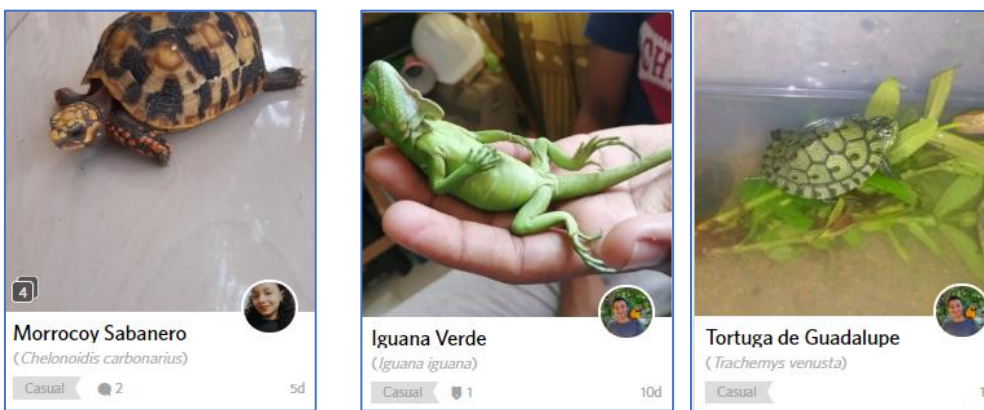 4
Morrocoy Sabanero
(Chelonoidis carbonarius)
Casual 2 5d
CH
Iguana Verde
(Iguana iguana)
Casual 1 10d
Tortuga de Guadalupe
(Trachemys venusta)
Casual